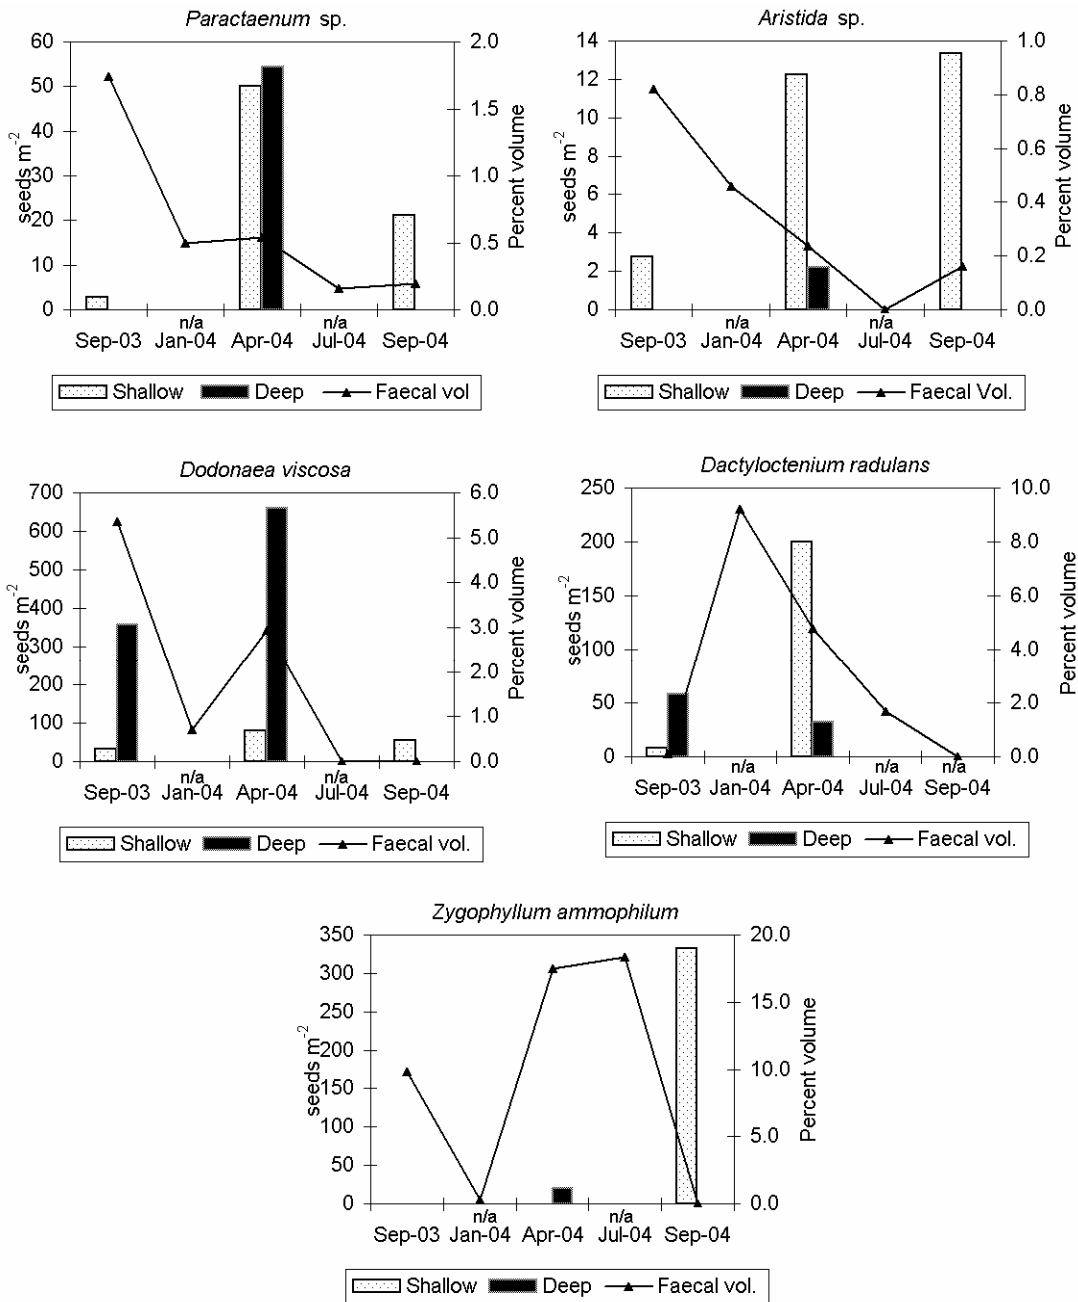 Paractaenum sp.
60
50
40
30
20
10
0
seeds m-2
2.0
1.5
1.0
0.5
0.0
Percent volume
n/a n/a
Sep-03 Jan-04 Apr-04 Jul-04 Sep-04
Shallow Deep Faecal vol
Aristida sp.
14
12
10
8
6
4
2
0
seeds m-2
1.0
0.8
0.6
0.4
0.2
0.0
Percent volume
n/a n/a
Sep-03 Jan-04 Apr-04 Jul-04 Sep-04
Shallow Deep Faecal Vol.
Dodonaea viscosa
700
600
500
400
300
200
100
0
seeds m-2
6.0
5.0
4.0
3.0
2.0
1.0
0.0
Percent volume
n/a n/a
Sep-03 Jan-04 Apr-04 Jul-04 Sep-04
Shallow Deep Faecal vol.
Dactyloctenium radulans
250
200
150
100
50
0
seeds m-2
10.0
8.0
6.0
4.0
2.0
0.0
Percent volume
n/a n/a n/a
Sep-03 Jan-04 Apr-04 Jul-04 Sep-04
Shallow Deep Faecal vol.
Zygophyllum ammophilum
350
300
250
200
150
100
50
0
seeds m-2
20.0
15.0
10.0
5.0
0.0
Percent volume
n/a n/a
Sep-03 Jan-04 Apr-04 Jul-04 Sep-04
Shallow Deep Faecal vol.